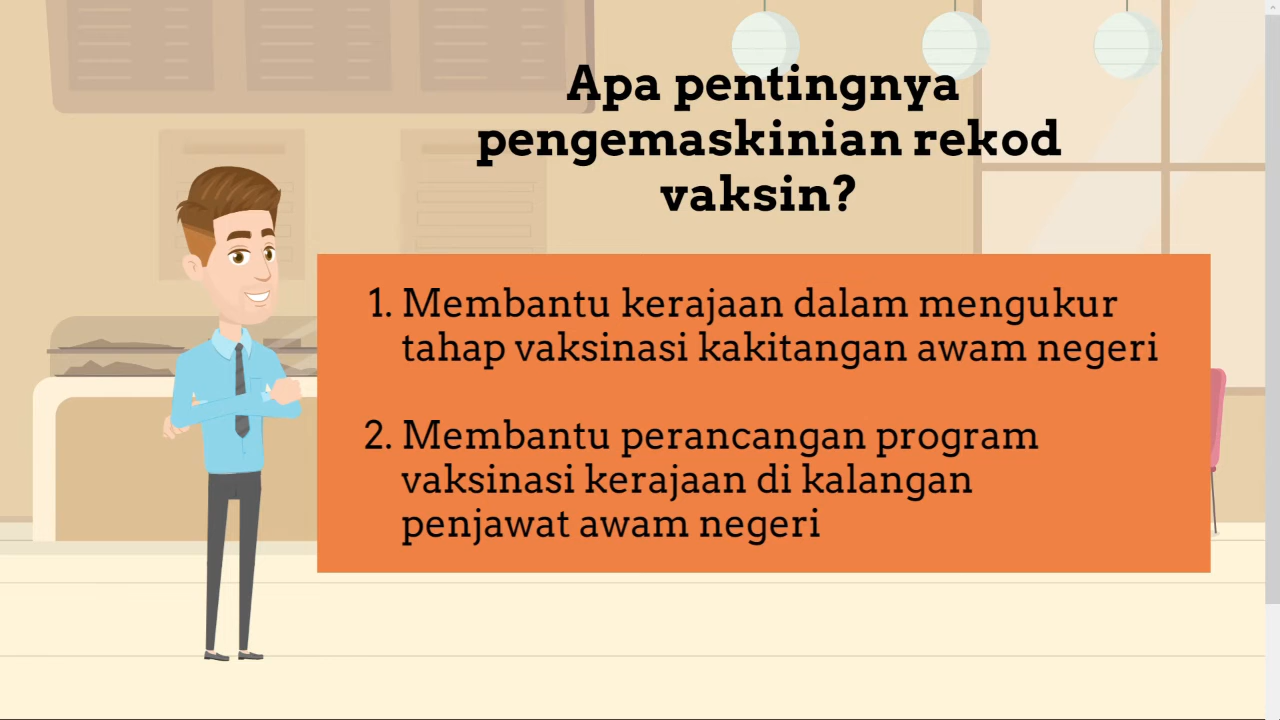 Apa pentingnya
pengemaskinian rekod
vaksin?
1. Membantu kerajaan dalam mengukur
tahap vaksinasi kakitangan awam negeri
2. Membantu perancangan program
vaksinasi kerajaan di kalangan
penjawat awam negeri